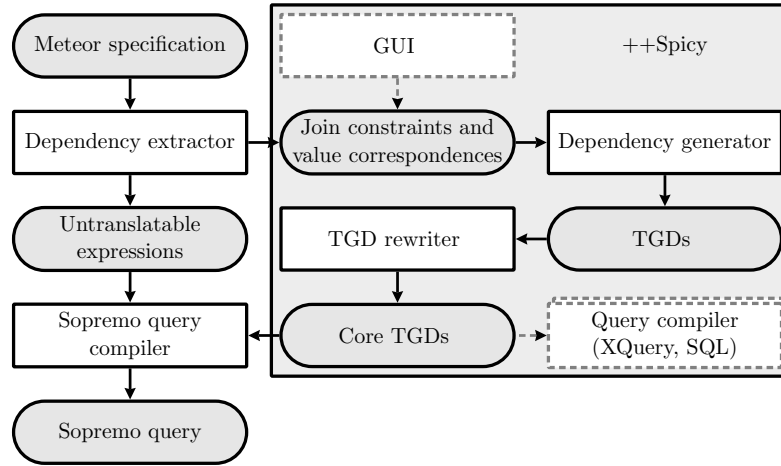 Meteor specification
GUI
++Spicy
Dependency extractor
Join constraints and
value correspondences
Dependency generator
Untranslatable
expressions
TGD rewriter
TGDs
Sopremo query
compiler
Core TGDs
Query compiler
(XQuery, SQL)
Sopremo query